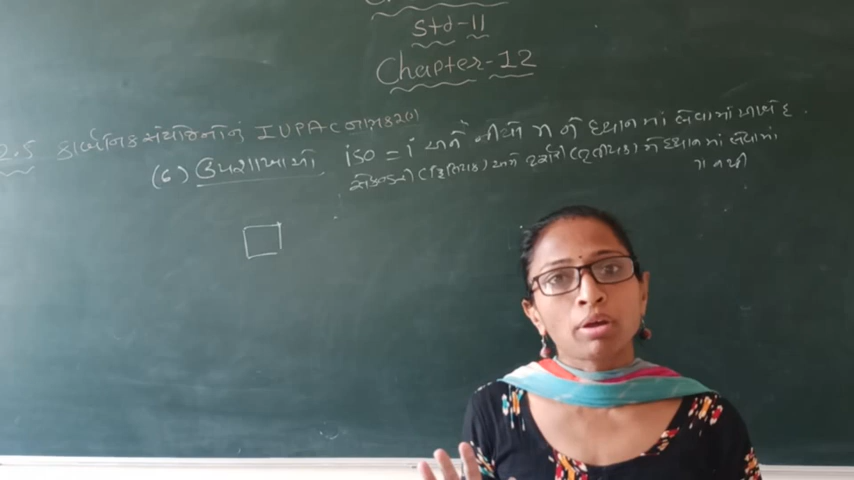 Std-11
Chapter-12
2.5 કાર્બનિક સંયોજનોનું IUPAC નામકરણ
(6) ઉપશાખાઓ iso = i અને નીયો n ને ધ્યાનમાં લેવામાં આવે છે.
સેકન્ડરી (દ્વિતીયક) અને ટર્શરી (તૃતીયક) ને ધ્યાનમાં લેવામાં
આવતા નથી